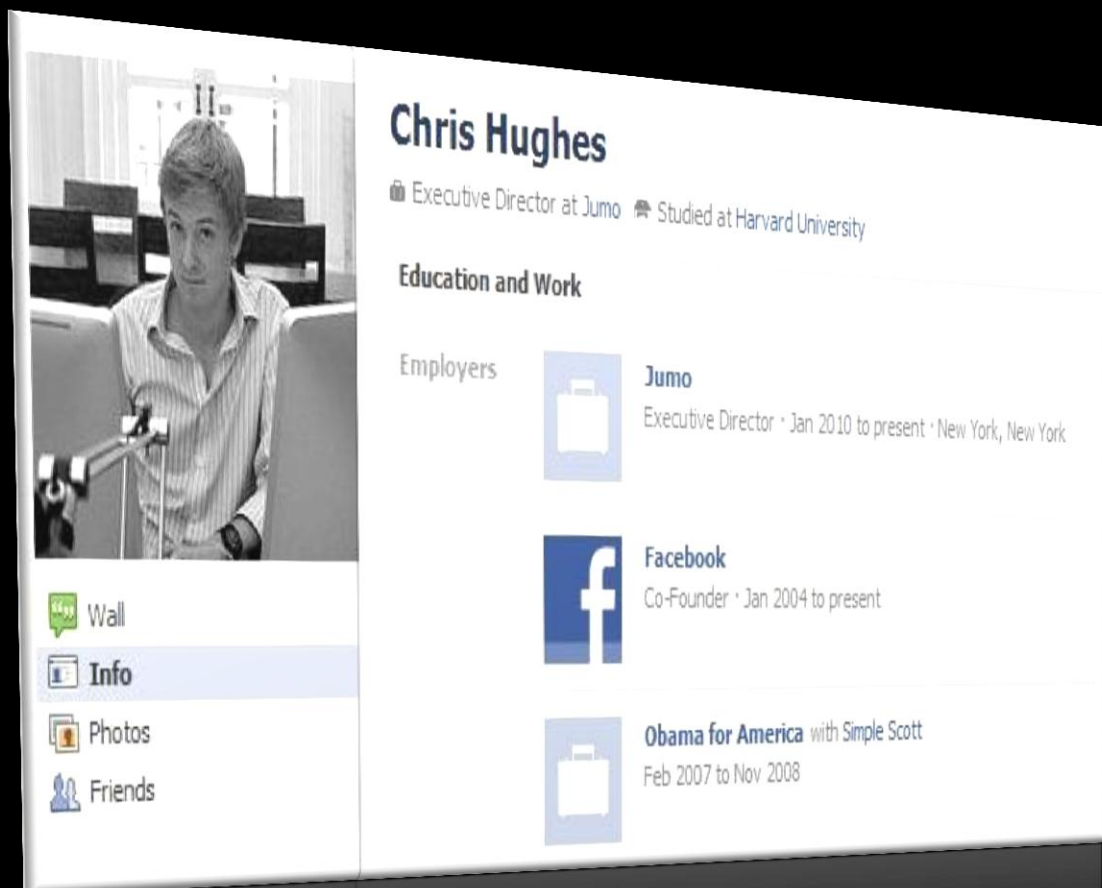 Chris Hughes
Executive Director at Jumo Studied at Harvard University
Education and Work
Employers
Jumo
Executive Director · Jan 2010 to present · New York, New York
f
Facebook
Co-Founder · Jan 2004 to present
Obama for America with Simple Scott
Feb 2007 to Nov 2008
Wall
Info
Photos
Friends